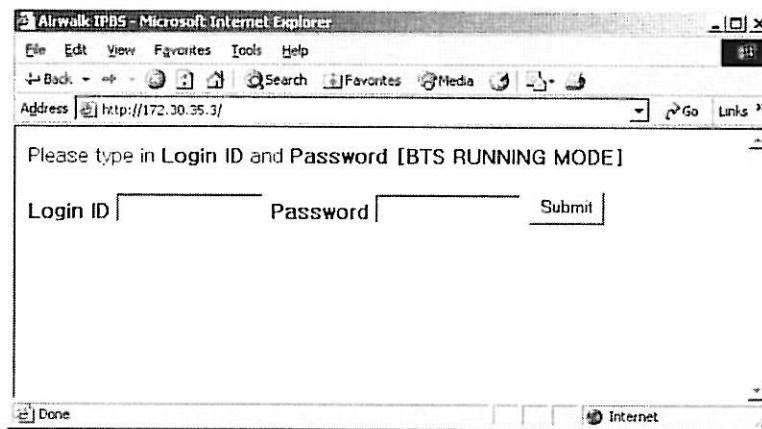 Airwalk IPBS - Microsoft Internet Explorer
File Edit View Favorites Tools Help
Back Search Favorites Media
Address http://172.30.35.3/ Go Links »
Please type in Login ID and Password [BTS RUNNING MODE]
Login ID Password Submit
Done Internet